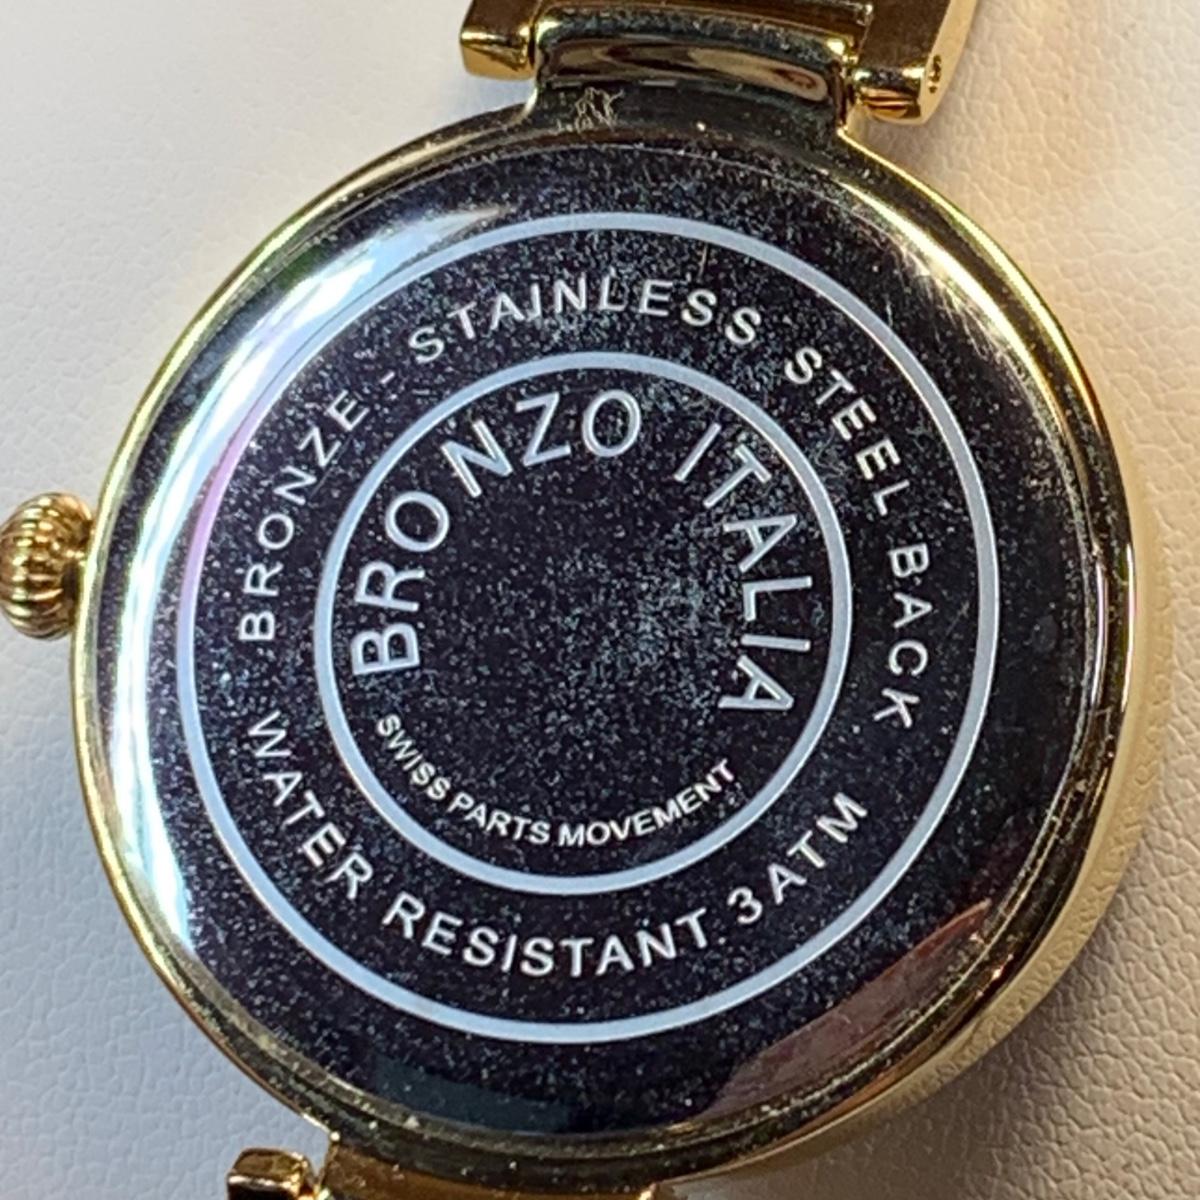 BRONZE - STAINLESS STEEL BACK
WATER RESISTANT 3ATM
BRONZO ITALIA
SWISS PARTS MOVEMENT